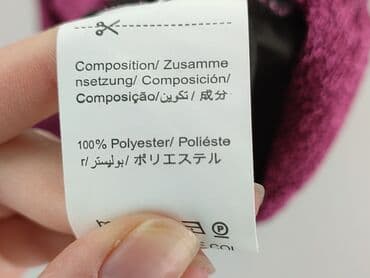 Composition/ Zusamme
nsetzung/ Composición/
Composição/تكوين/ 成分
100% Polyester/ Poliéste
r/بوليستر/ ポリエステル